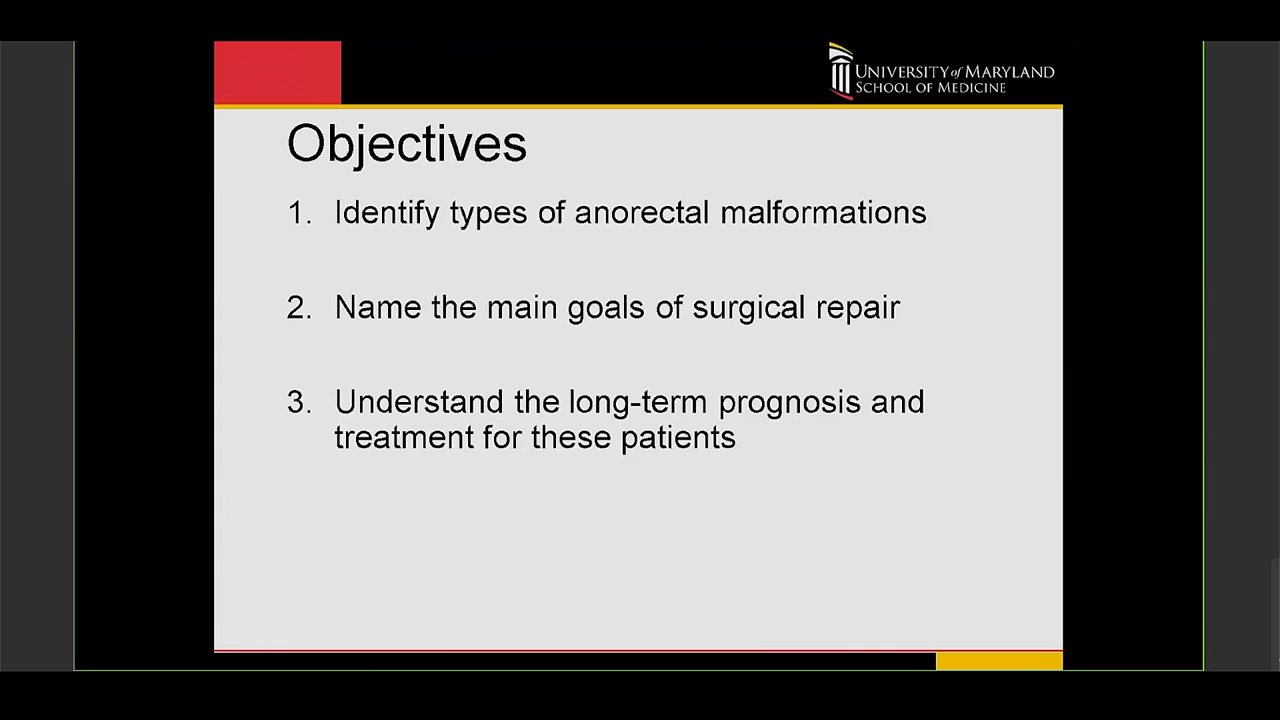 UNIVERSITY of MARYLAND
SCHOOL OF MEDICINE
Objectives
1. Identify types of anorectal malformations
2. Name the main goals of surgical repair
3. Understand the long-term prognosis and
treatment for these patients